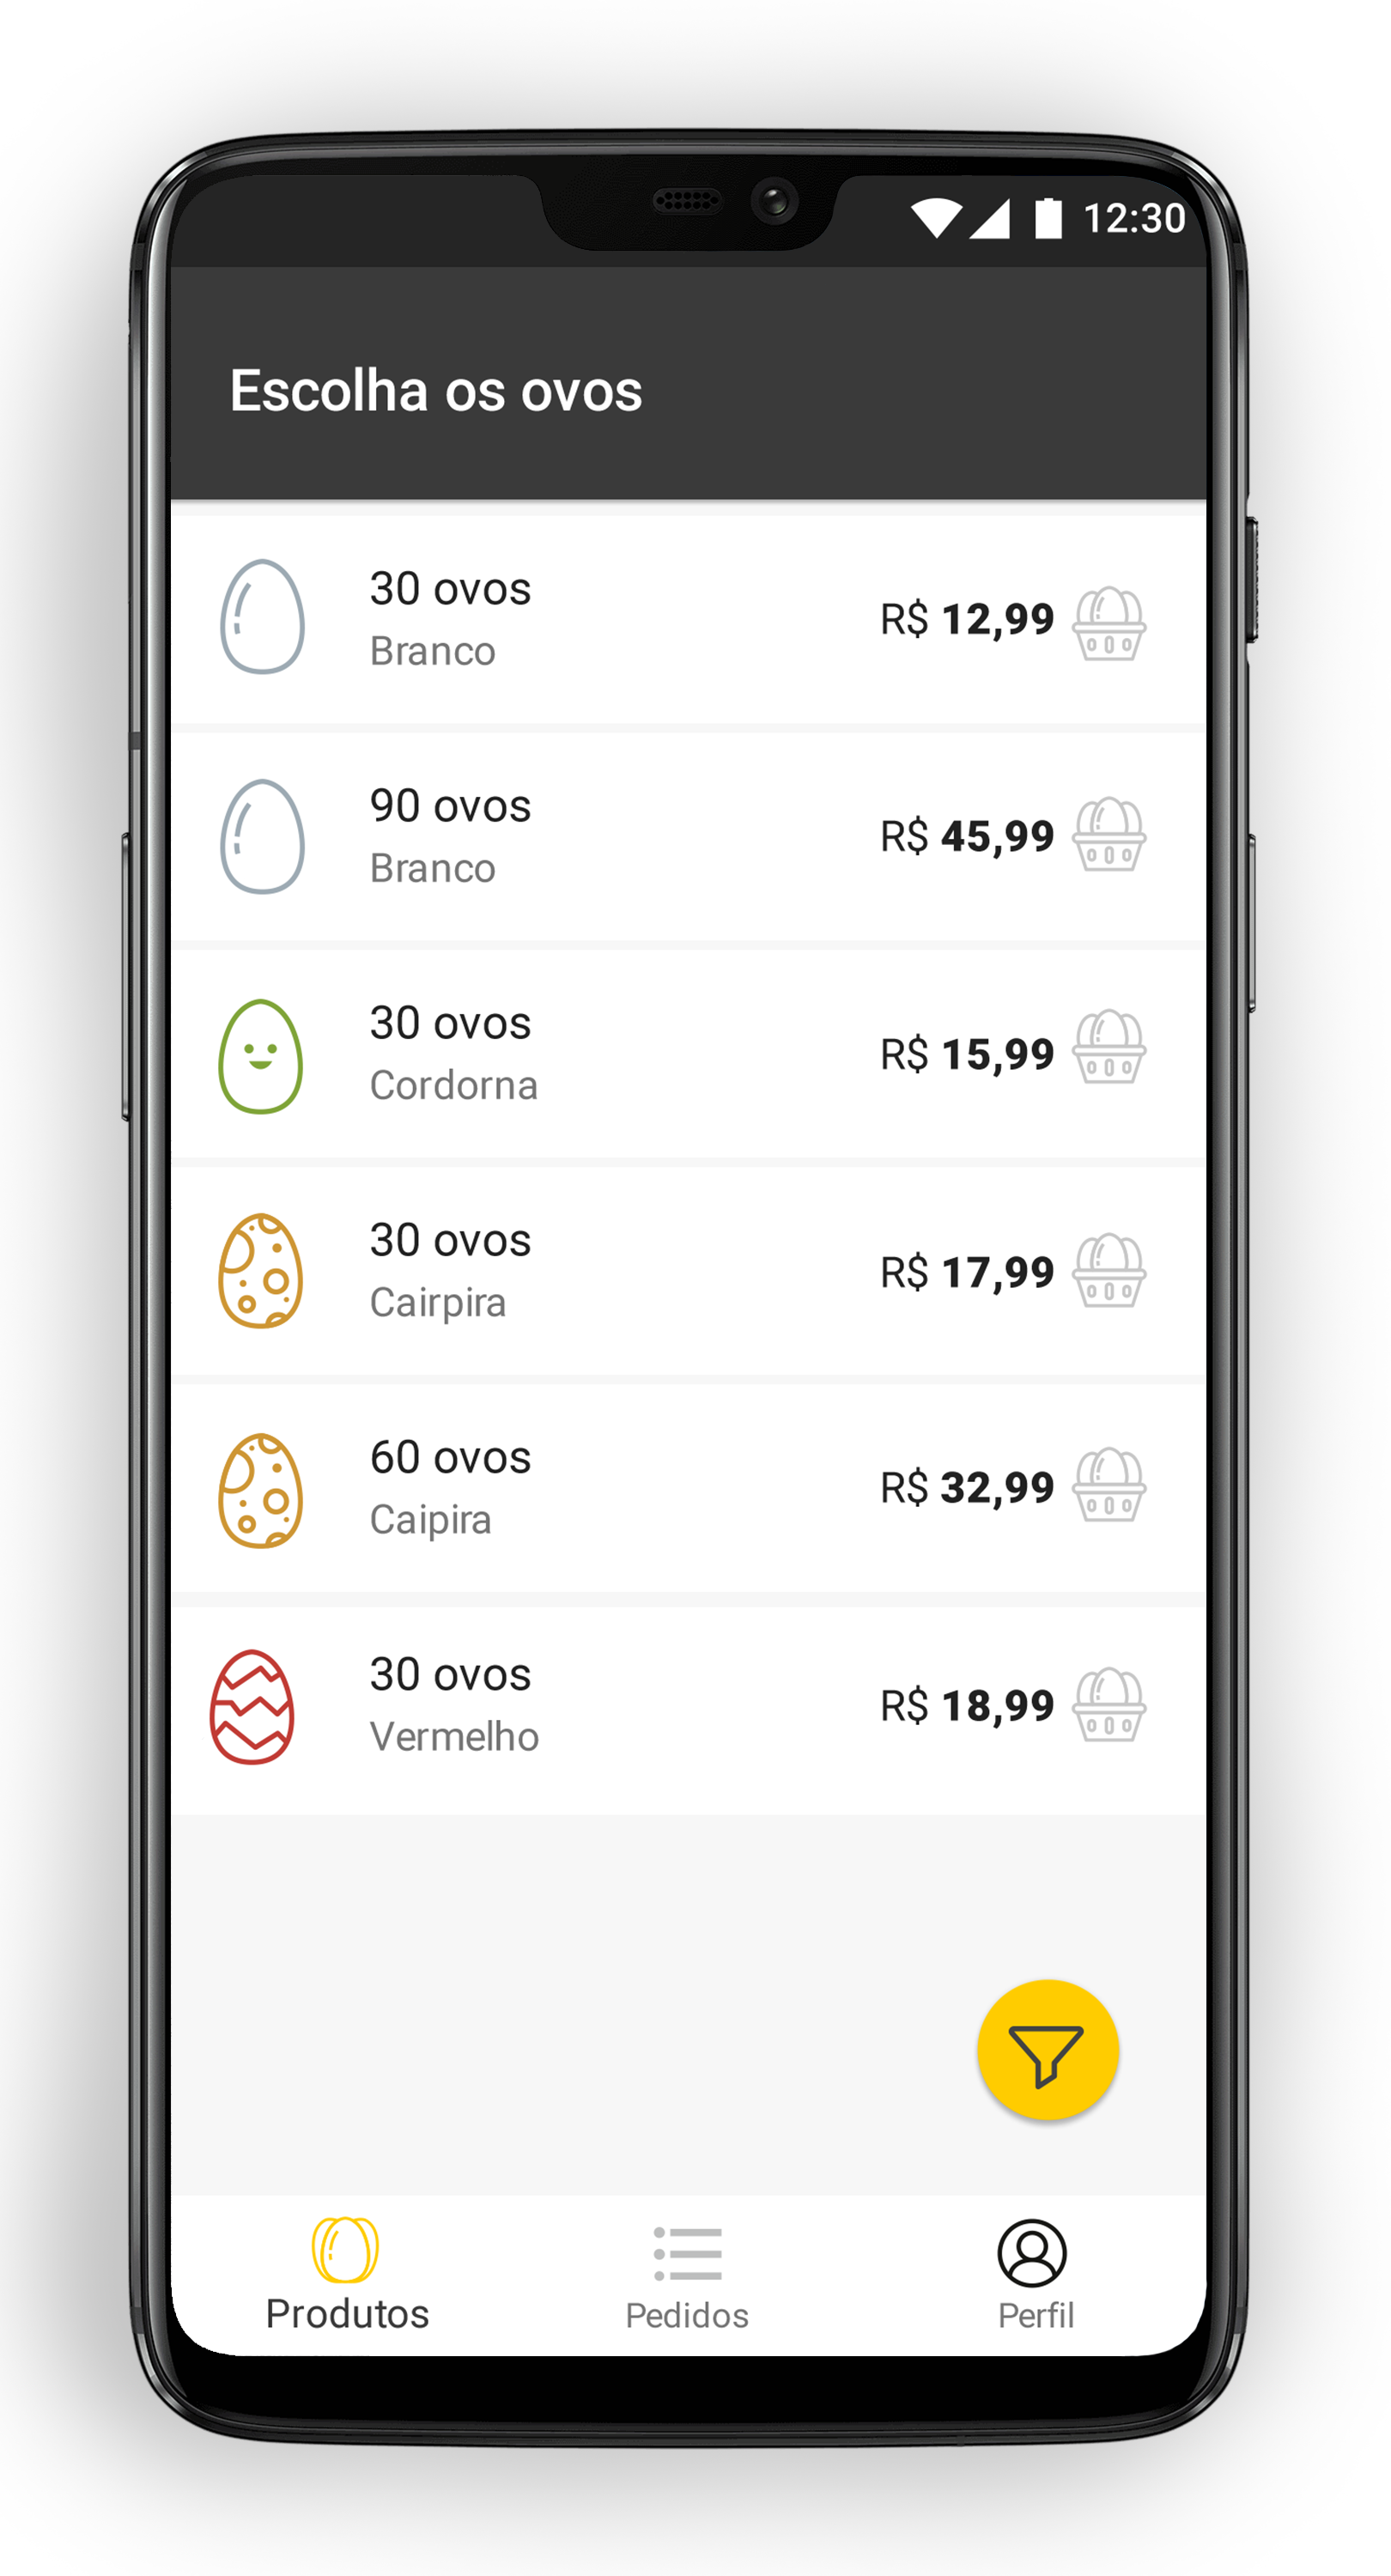 12:30
Escolha os ovos
30 ovos
Branco
R$ 12,99
90 ovos
Branco
R$ 45,99
30 ovos
Cordorna
R$ 15,99
30 ovos
Cairpira
R$ 17,99
60 ovos
Caipira
R$ 32,99
30 ovos
Vermelho
R$ 18,99
Produtos
Pedidos
Perfil